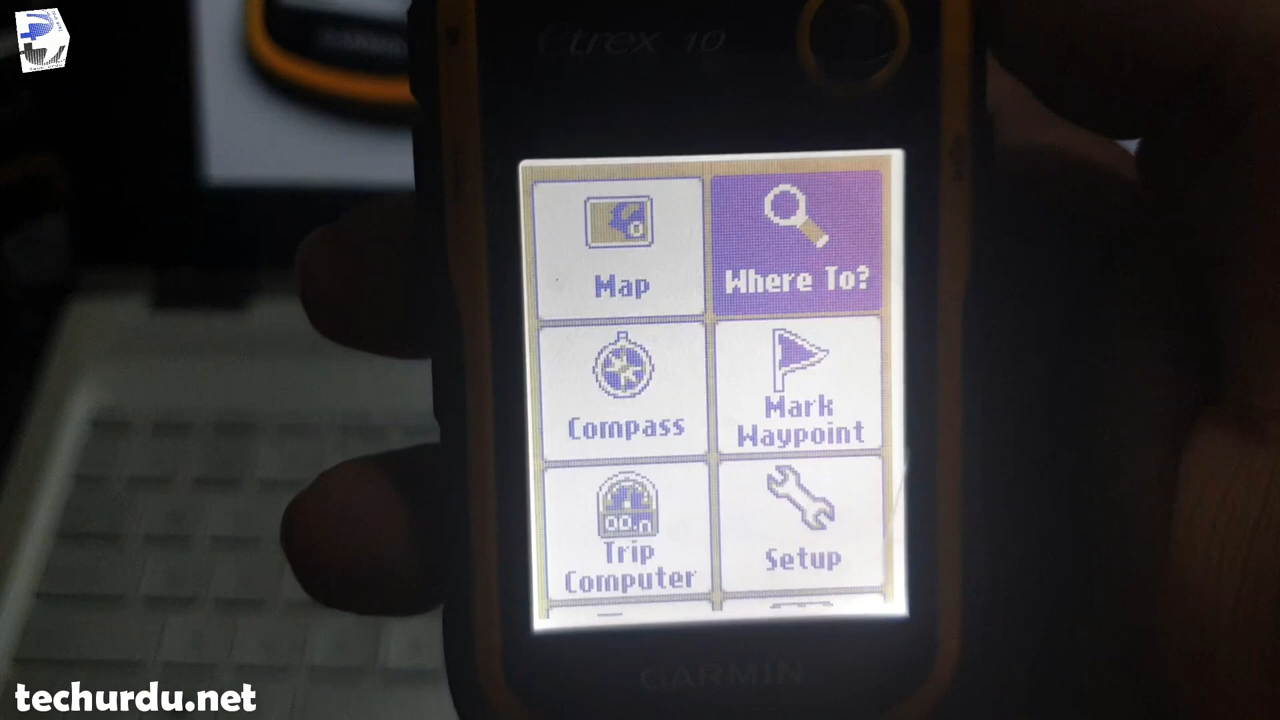 etrex 10
Map
Where To?
Compass
Mark
Waypoint
Trip
Computer
Setup
GARMIN
techurdu.net